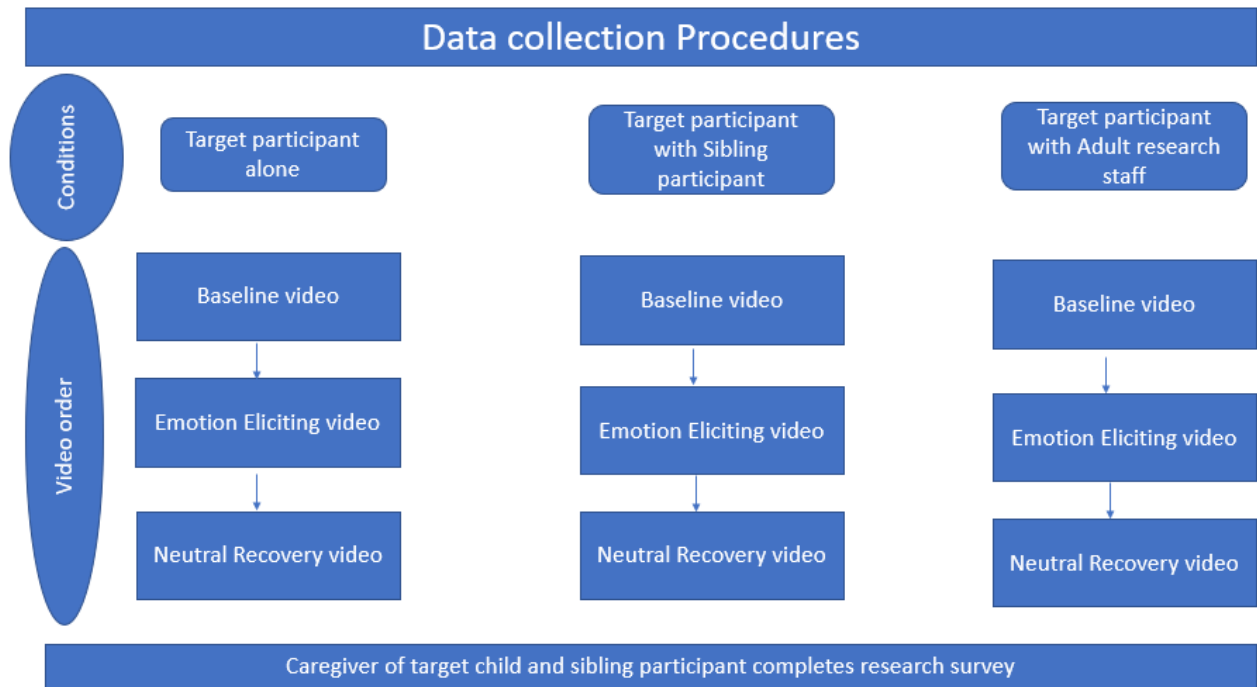 Data collection Procedures
Conditions
Target participant
alone
Target participant
with Sibling
participant
Target participant
with Adult research
staff
Video order
Baseline video
Baseline video
Baseline video
Emotion Eliciting video
Emotion Eliciting video
Emotion Eliciting video
Neutral Recovery video
Neutral Recovery video
Neutral Recovery video
Caregiver of target child and sibling participant completes research survey